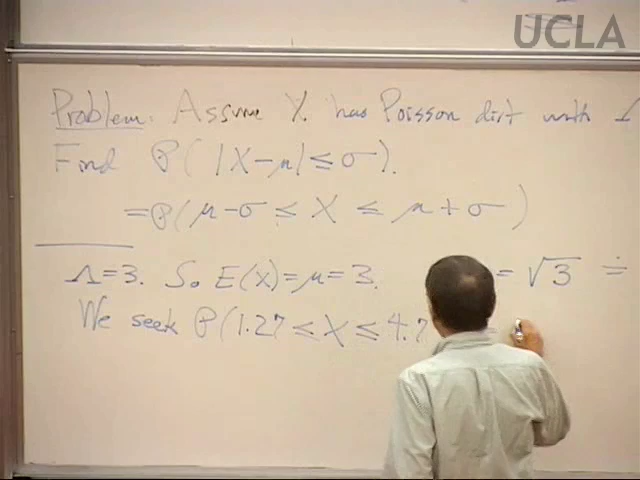 UCLA
Problem: Assume X has Poisson dist with
Find P( |X-μ| ≤ σ ).
= P( μ-σ ≤ X ≤ μ+σ )
Λ=3. So E(X)=μ=3. = √3 ≐
We seek P(1.27 ≤ X ≤ 4.7